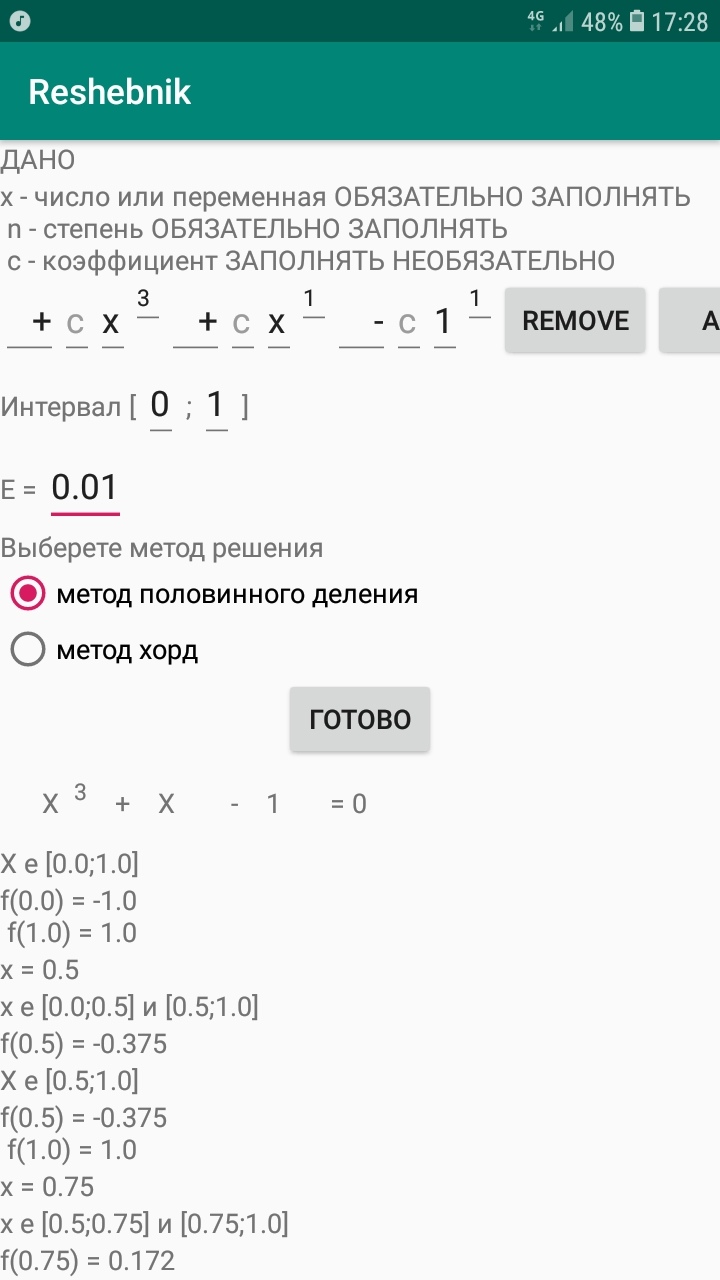 4G 48% 17:28
Reshebnik
ДАНО
x - число или переменная ОБЯЗАТЕЛЬНО ЗАПОЛНЯТЬ
n - степень ОБЯЗАТЕЛЬНО ЗАПОЛНЯТЬ
с - коэффициент ЗАПОЛНЯТЬ НЕОБЯЗАТЕЛЬНО
+ c x 3 + c x 1 - c 1 1 REMOVE A
Интервал [ 0 ; 1 ]
E = 0.01
Выберете метод решения
метод половинного деления
метод хорд
ГОТОВО
X 3 + X - 1 = 0
X e [0.0;1.0]
f(0.0) = -1.0
f(1.0) = 1.0
x = 0.5
x e [0.0;0.5] и [0.5;1.0]
f(0.5) = -0.375
X e [0.5;1.0]
f(0.5) = -0.375
f(1.0) = 1.0
x = 0.75
x e [0.5;0.75] и [0.75;1.0]
f(0.75) = 0.172